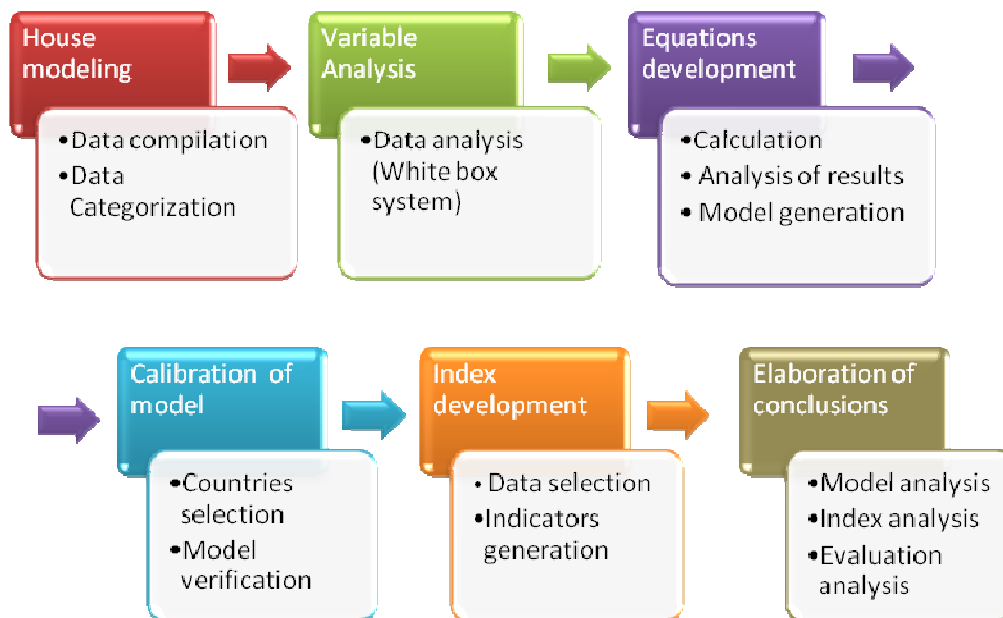 House
modeling
•Data compilation
•Data
Categorization
Variable
Analysis
•Data analysis
(White box
system)
Equations
development
•Calculation
• Analysis of results
• Model generation
Calibration of
model
•Countries
selection
•Model
verification
Index
development
• Data selection
•Indicators
generation
Elaboration of
conclusions
•Model analysis
•Index analysis
•Evaluation
analysis